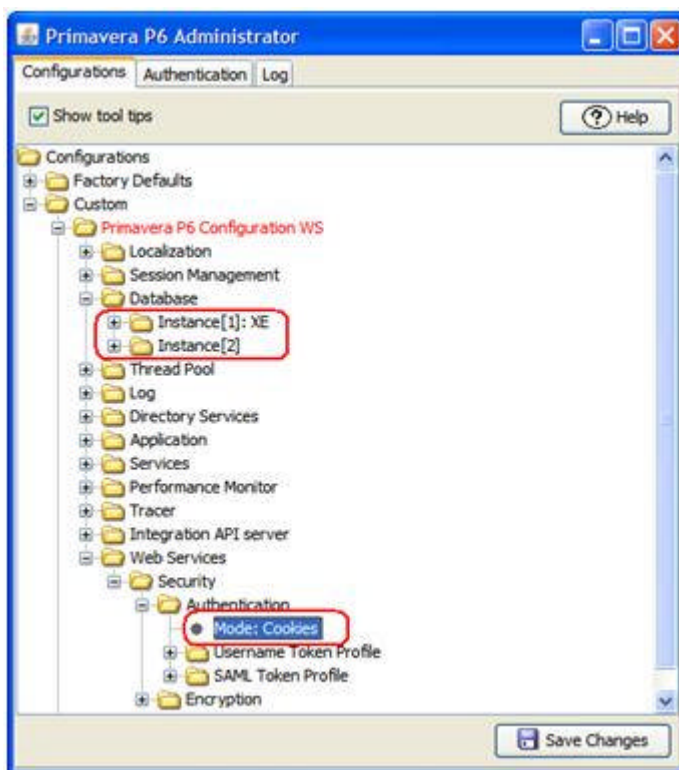 Primavera P6 Administrator
Configurations Authentication Log
Show tool tips Help
Configurations
Factory Defaults
Custom
Primavera P6 Configuration WS
Localization
Session Management
Database
Instance[1]: XE
Instance[2]
Thread Pool
Log
Directory Services
Application
Services
Performance Monitor
Tracer
Integration API server
Web Services
Security
Authentication
Mode: Cookies
Username Token Profile
SAML Token Profile
Encryption
Save Changes